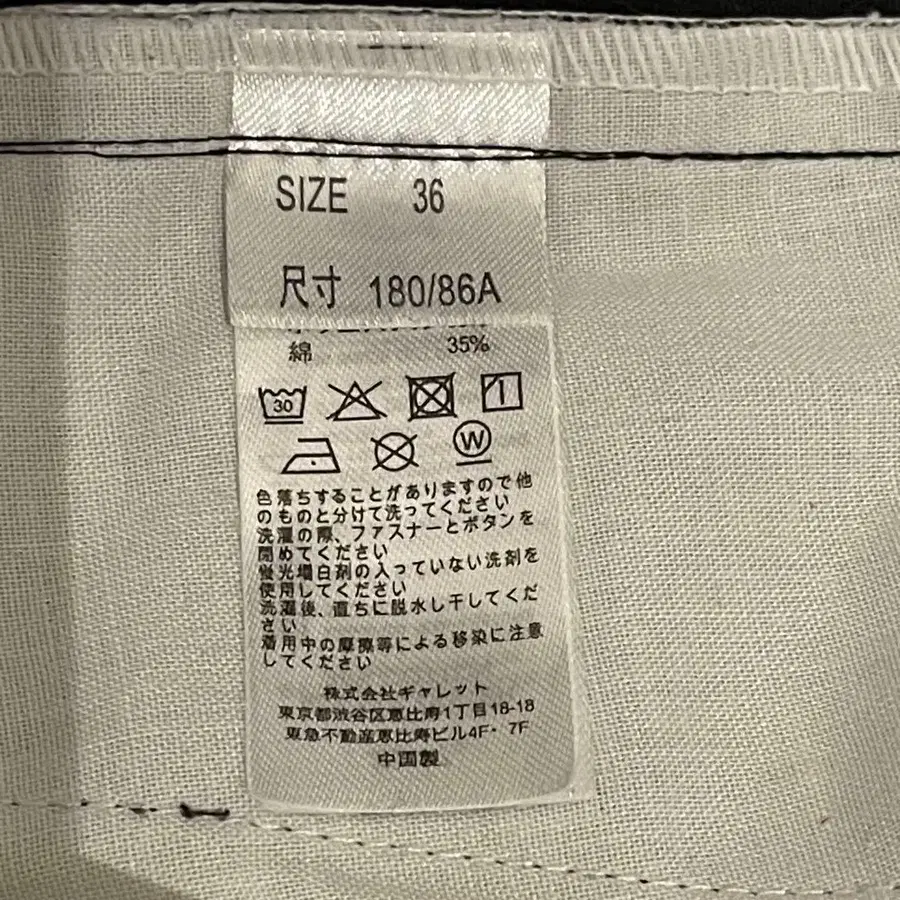 SIZE 36
尺寸 180/86A
綿 35%
30
W
色落ちすることがありますので他
のものと分けて洗ってください
洗濯の際、ファスナーとボタンを
閉めてください
蛍光増白剤の入っていない洗剤を
使用してください
洗濯後、直ちに脱水し干してくだ
さい
着用中の摩擦等による移染に注意
してください
株式会社ギャレット
東京都渋谷区恵比寿1丁目18-18
東急不動産恵比寿ビル4F・7F
中国製